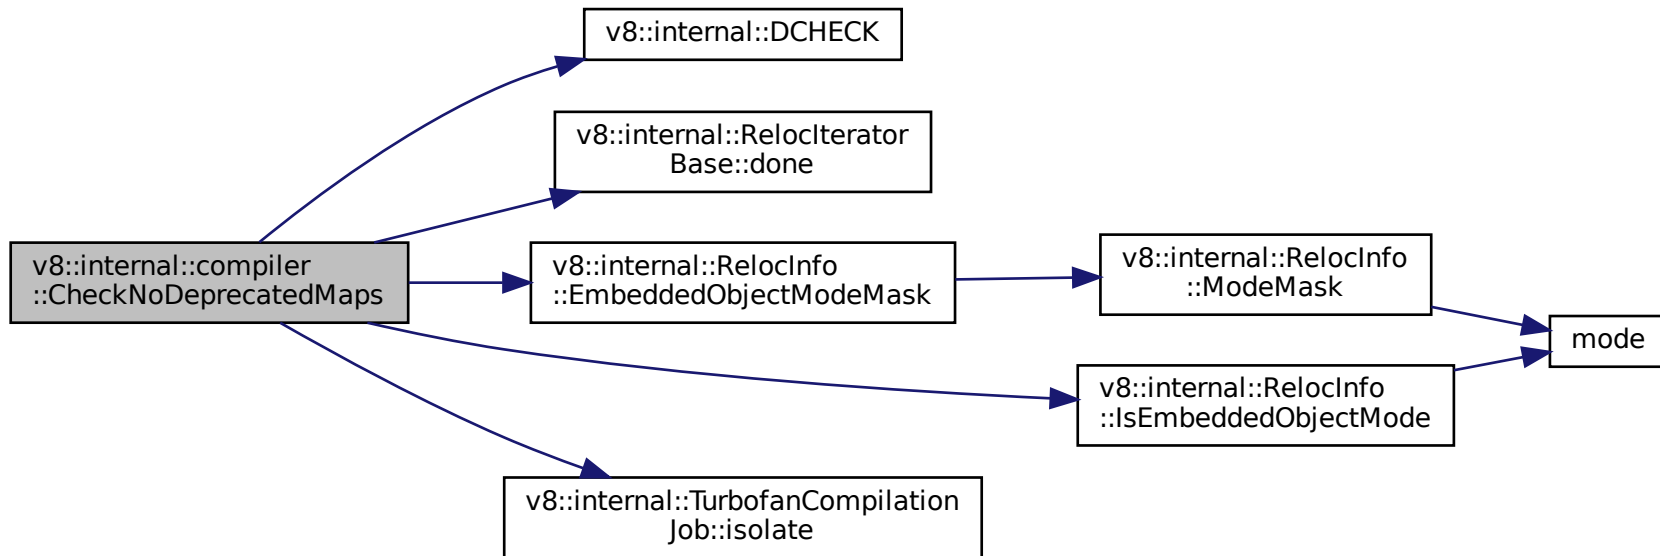 v8::internal::DCHECK
v8::internal::RelocIterator
Base::done
v8::internal::compiler
::CheckNoDeprecatedMaps
v8::internal::RelocInfo
::EmbeddedObjectModeMask
v8::internal::RelocInfo
::ModeMask
mode
v8::internal::RelocInfo
::IsEmbeddedObjectMode
v8::internal::TurbofanCompilation
Job::isolate